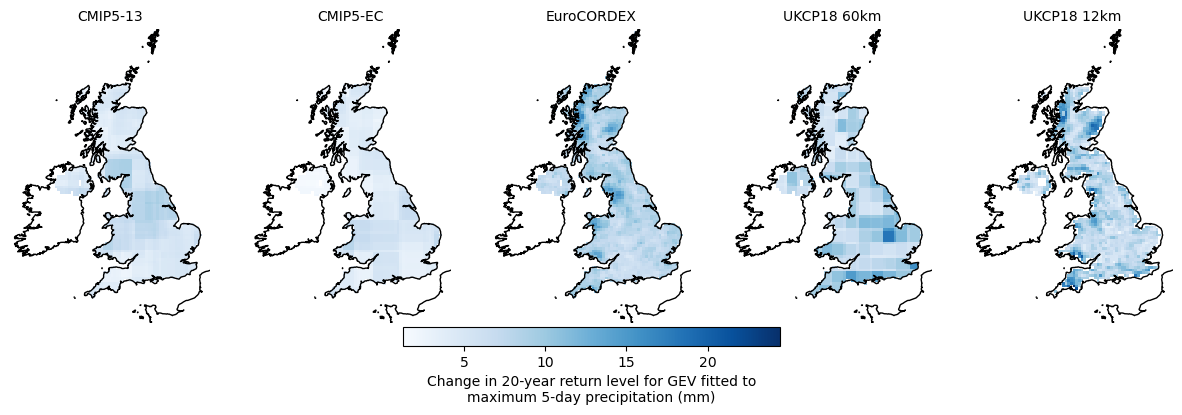 CMIP5-13
CMIP5-EC
EuroCORDEX
UKCP18 60km
UKCP18 12km
5
10
15
20
Change in 20-year return level for GEV fitted to
maximum 5-day precipitation (mm)